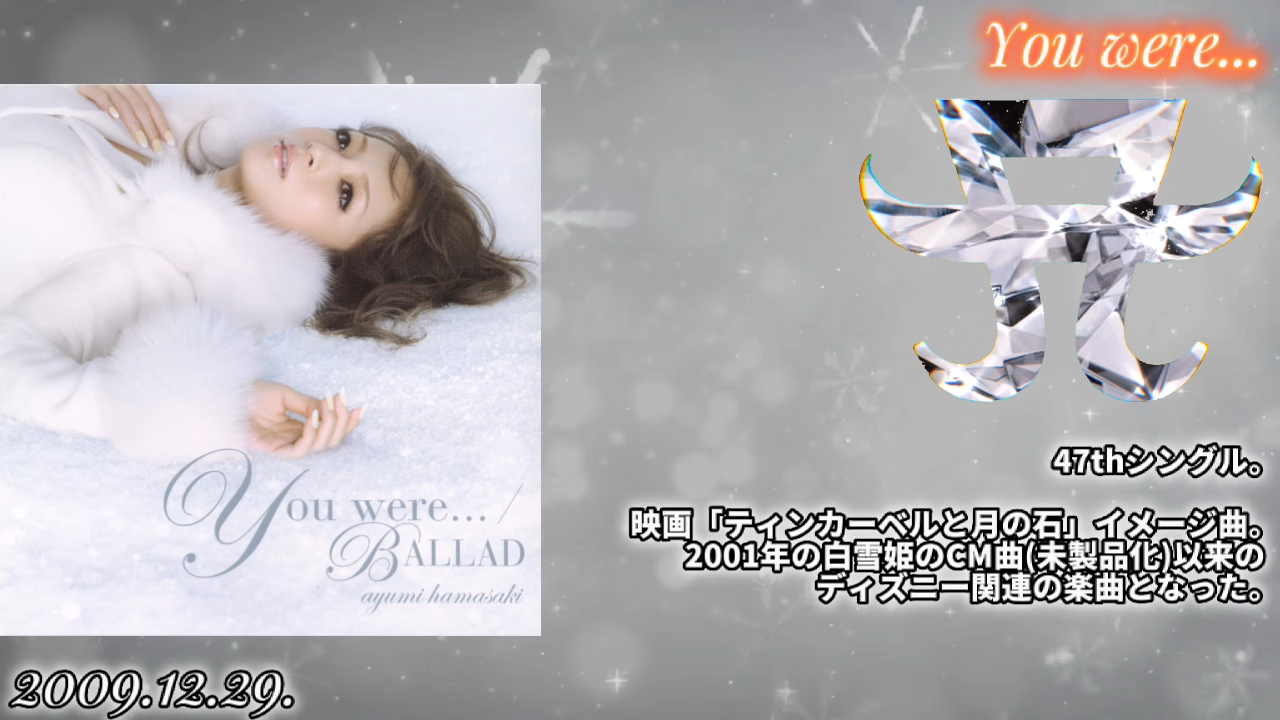 You were...
You were... /
BALLAD
ayumi hamasaki
47thシングル。
映画「ティンカーベルと月の石」イメージ曲。
2001年の白雪姫のCM曲(未製品化)以来の
ディズニー関連の楽曲となった。
2009.12.29.